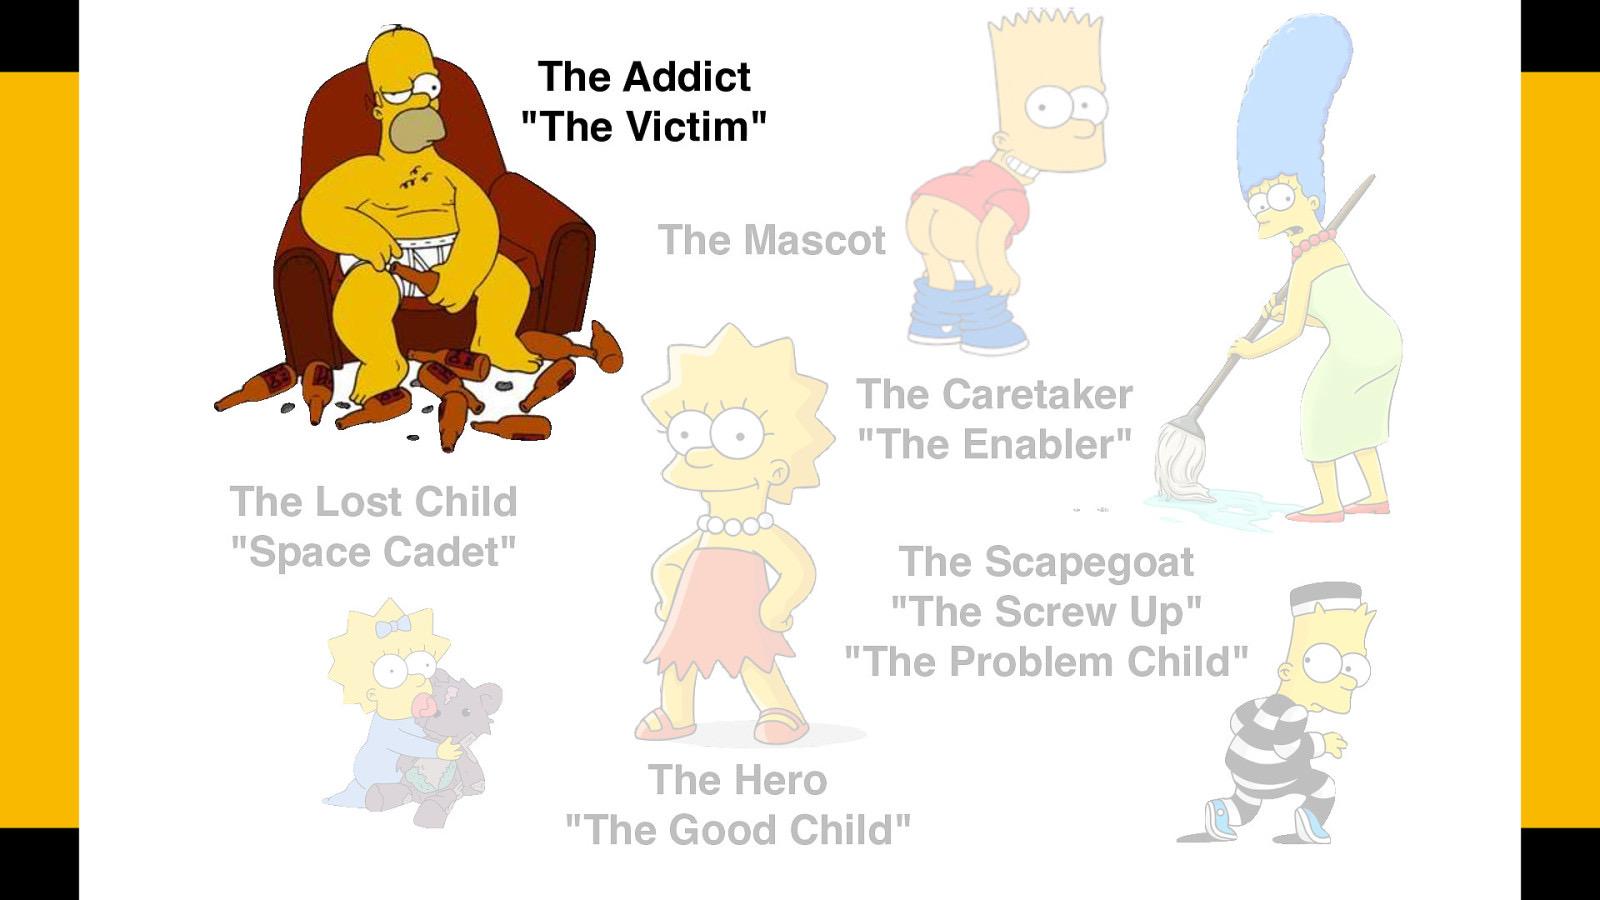 The Addict
"The Victim"
The Mascot
The Caretaker
"The Enabler"
The Lost Child
"Space Cadet"
The Scapegoat
"The Screw Up"
"The Problem Child"
The Hero
"The Good Child"